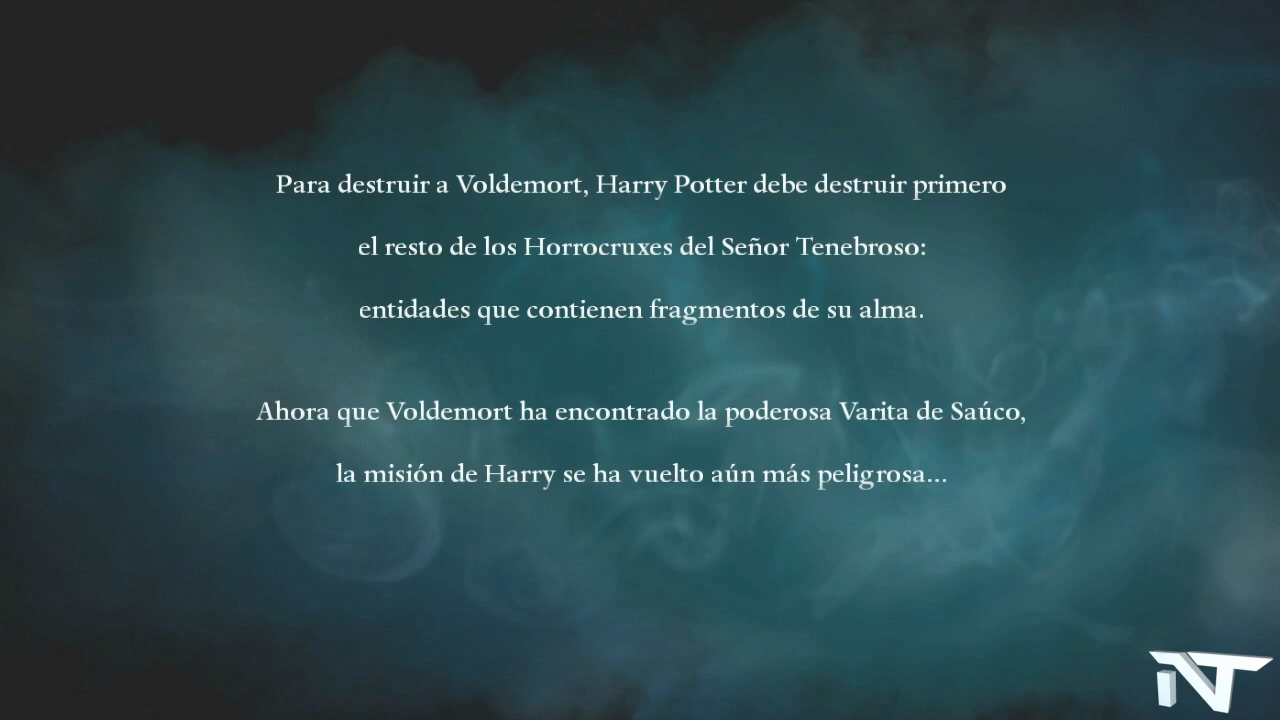 Para destruir a Voldemort, Harry Potter debe destruir primero
el resto de los Horrocruxes del Señor Tenebroso:
entidades que contienen fragmentos de su alma.
Ahora que Voldemort ha encontrado la poderosa Varita de Saúco,
la misión de Harry se ha vuelto aún más peligrosa...